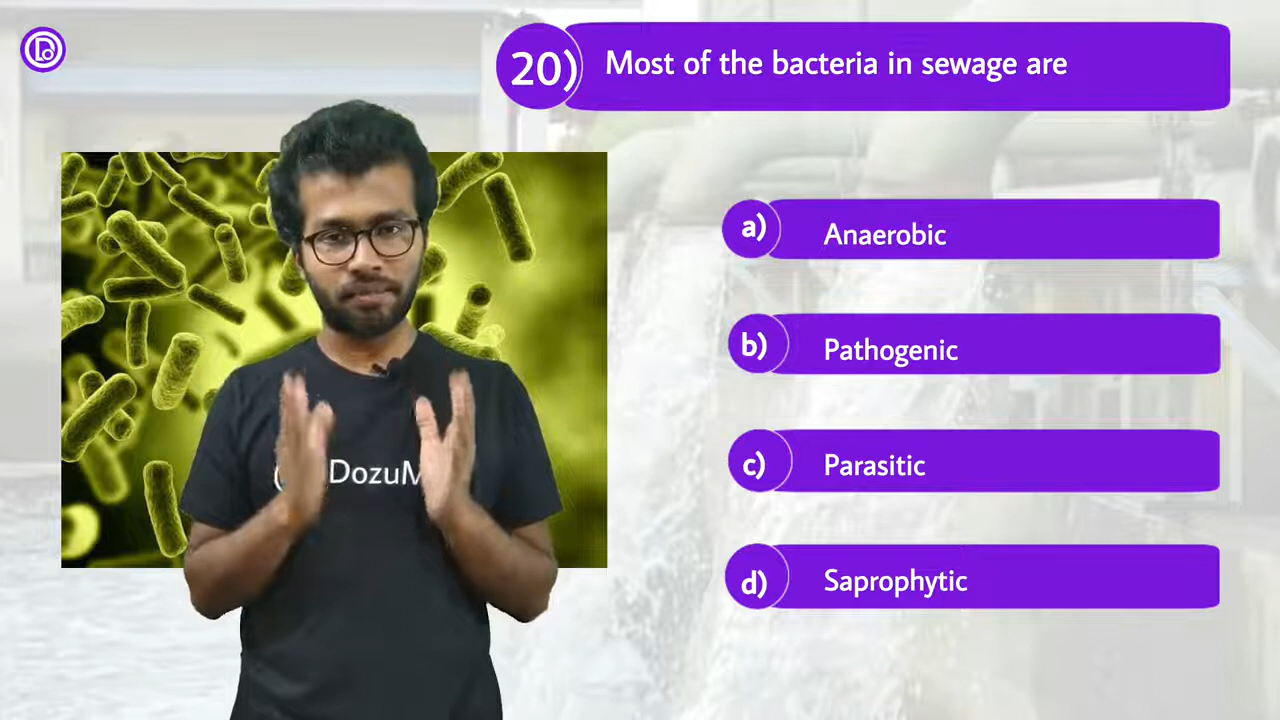 20) Most of the bacteria in sewage are
a) Anaerobic
b) Pathogenic
DozuM
c) Parasitic
d) Saprophytic